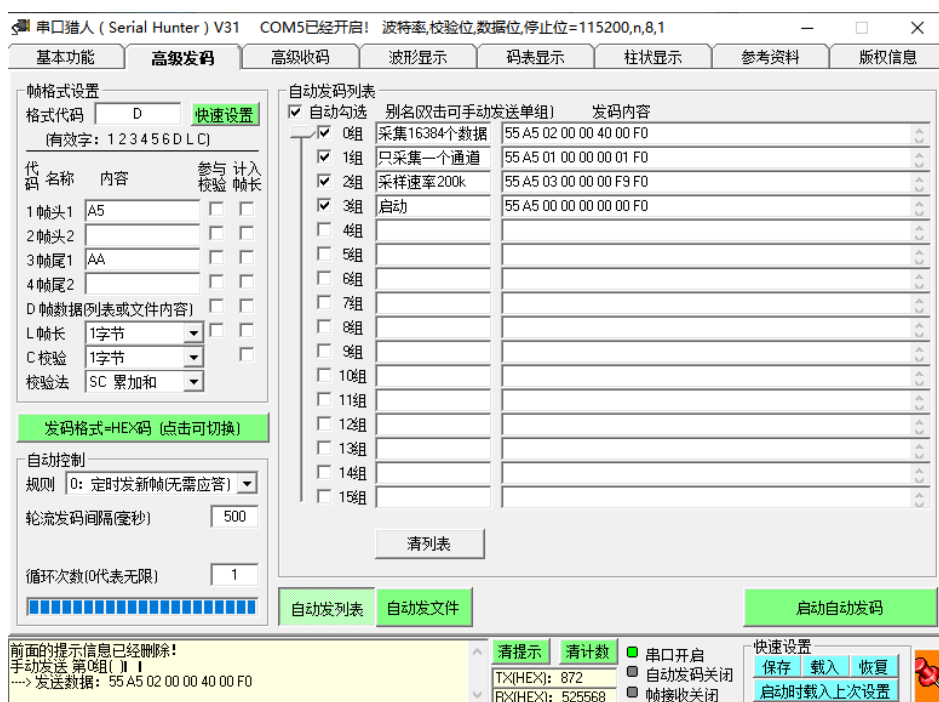 串口猎人（Serial Hunter）V31 COM5已经开启! 波特率,校验位,数据位,停止位=115200,n,8,1
基本功能 高级发码 高级收码 波形显示 码表显示 柱状显示 参考资料 版权信息
帧格式设置
格式代码 D 快速设置
(有效字: 1 2 3 4 5 6 D L C)
代码 名称 内容 参与校验 计入帧长
1 帧头1 A5
2 帧头2
3 帧尾1 AA
4 帧尾2
D 帧数据(列表或文件内容)
L 帧长 1字节
C 校验 1字节
校验法 SC 累加和
发码格式=HEX码 (点击可切换)
自动控制
规则 0: 定时发新帧(无需应答)
轮流发码间隔(毫秒) 500
循环次数(0代表无限) 1
自动发码列表
自动勾选 别名(双击可手动发送单组) 发码内容
0组 采集16384个数据 55 A5 02 00 00 40 00 F0
1组 只采集一个通道 55 A5 01 00 00 00 01 F0
2组 采样速率200k 55 A5 03 00 00 00 F9 F0
3组 启动 55 A5 00 00 00 00 00 F0
4组
5组
6组
7组
8组
9组
10组
11组
12组
13组
14组
15组
清列表
自动发列表 自动发文件 启动自动发码
前面的提示信息已经删除!
手动发送 第0组( )
---> 发送数据: 55 A5 02 00 00 40 00 F0
清提示 清计数
TX(HEX): 872
RX(HEX): 525568
串口开启
自动发码关闭
帧接收关闭
快速设置
保存 载入 恢复
启动时载入上次设置